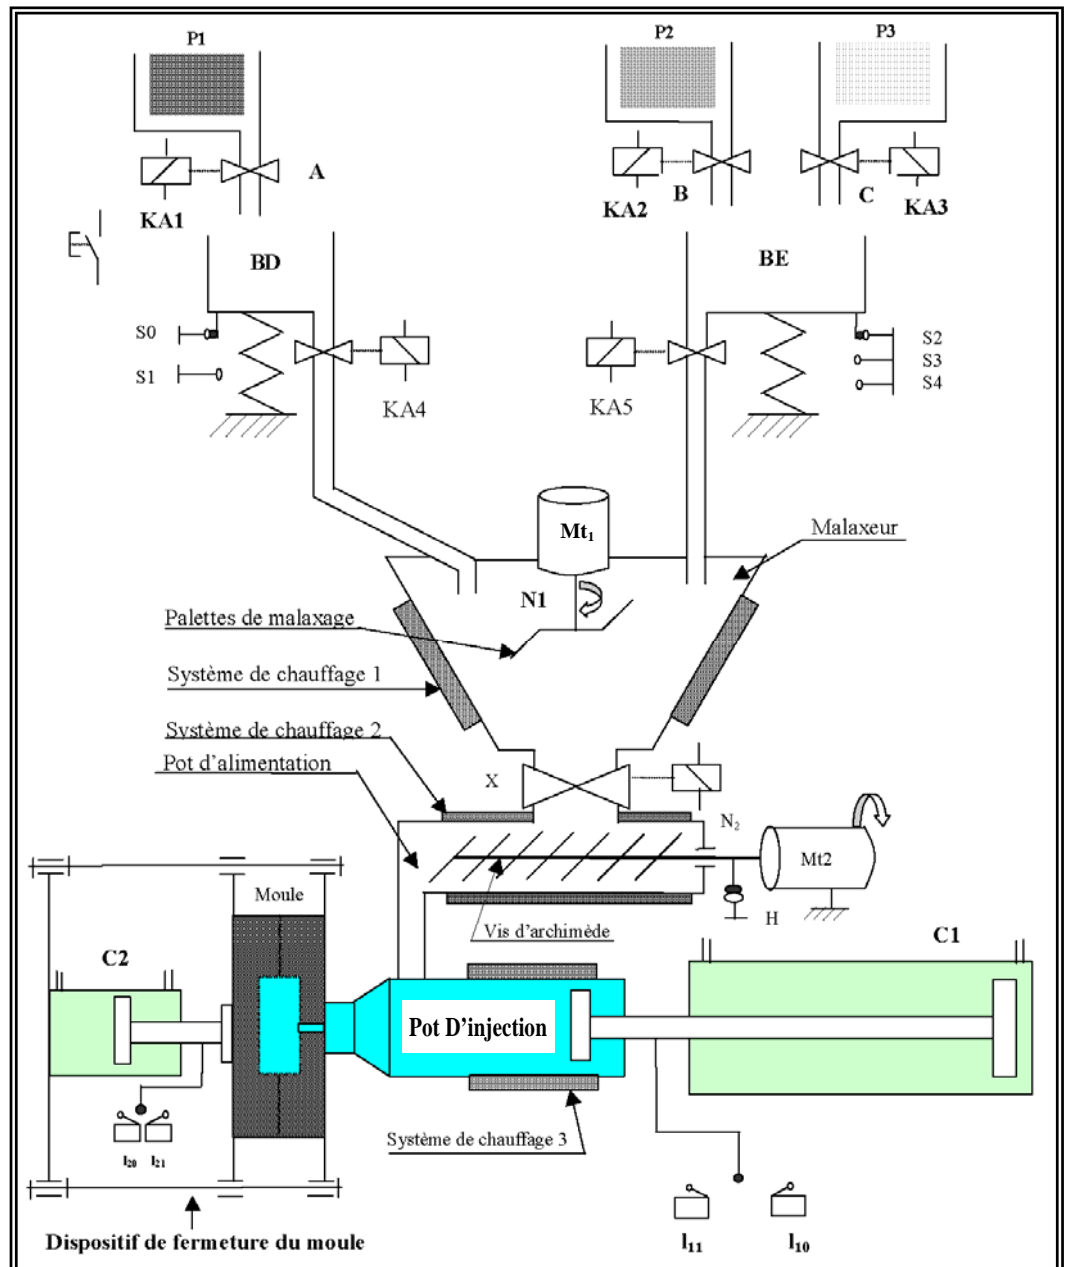 P1
P2
P3
A
B
C
KA1
KA2
KA3
BD
BE
S0
S1
S2
S3
S4
KA4
KA5
Mt₁
Malaxeur
N1
Palettes de malaxage
Système de chauffage 1
Système de chauffage 2
Pot d'alimentation
X
N₂
Mt2
Moule
H
Vis d'archimède
C2
C1
Pot D'injection
Système de chauffage 3
l₂₀ l₂₁
l₁₁
l₁₀
Dispositif de fermeture du moule